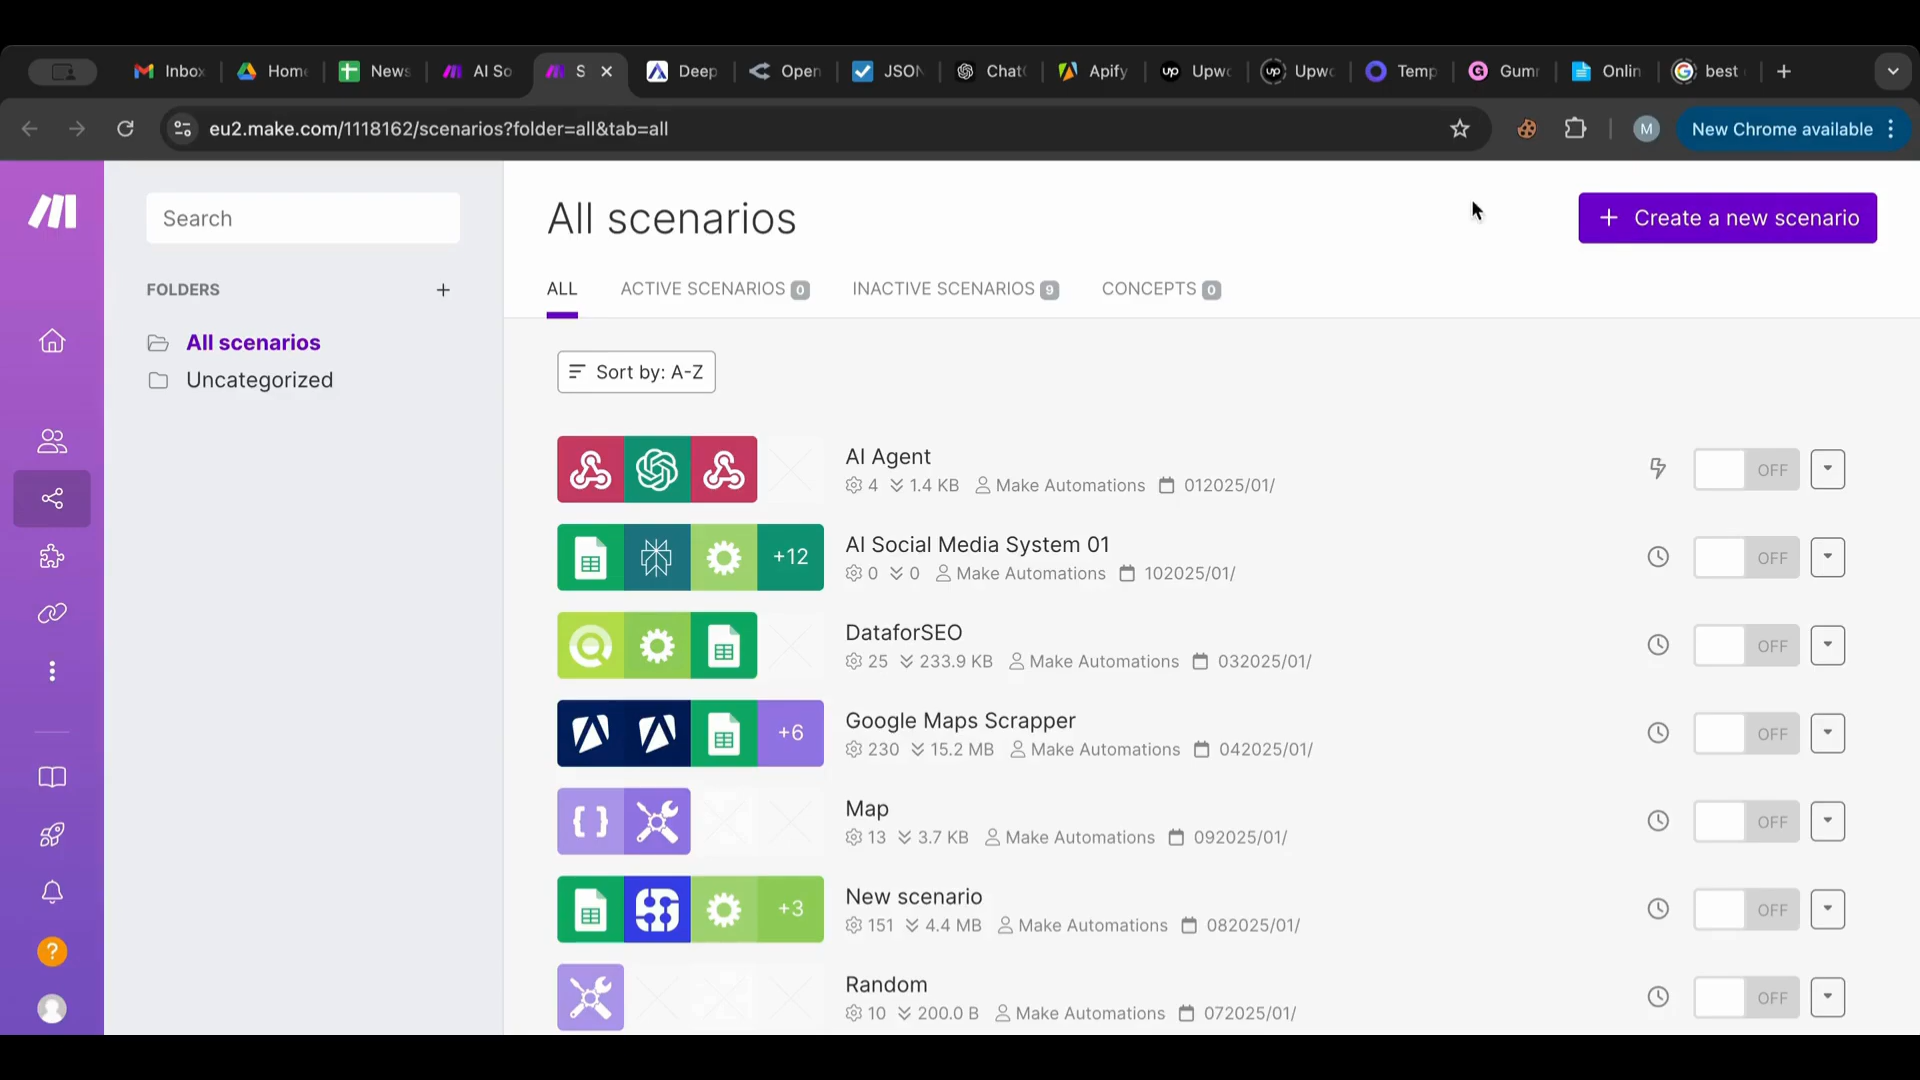 Inbox
Home
News
AI So
S
Deep
Open
JSON
Chat
Apify
Upwo
Upwo
Temp
Gum
Onlin
best
eu2.make.com/1118162/scenarios?folder=all&tab=all
M
New Chrome available
Search
FOLDERS
All scenarios
Uncategorized
All scenarios
+ Create a new scenario
ALL
ACTIVE SCENARIOS 0
INACTIVE SCENARIOS 9
CONCEPTS 0
Sort by: A-Z
AI Agent
4 1.4 KB Make Automations 012025/01/
OFF
+12
AI Social Media System 01
0 0 Make Automations 102025/01/
OFF
DataforSEO
25 233.9 KB Make Automations 032025/01/
OFF
+6
Google Maps Scrapper
230 15.2 MB Make Automations 042025/01/
OFF
Map
13 3.7 KB Make Automations 092025/01/
OFF
+3
New scenario
151 4.4 MB Make Automations 082025/01/
OFF
Random
10 200.0 B Make Automations 072025/01/
OFF
?